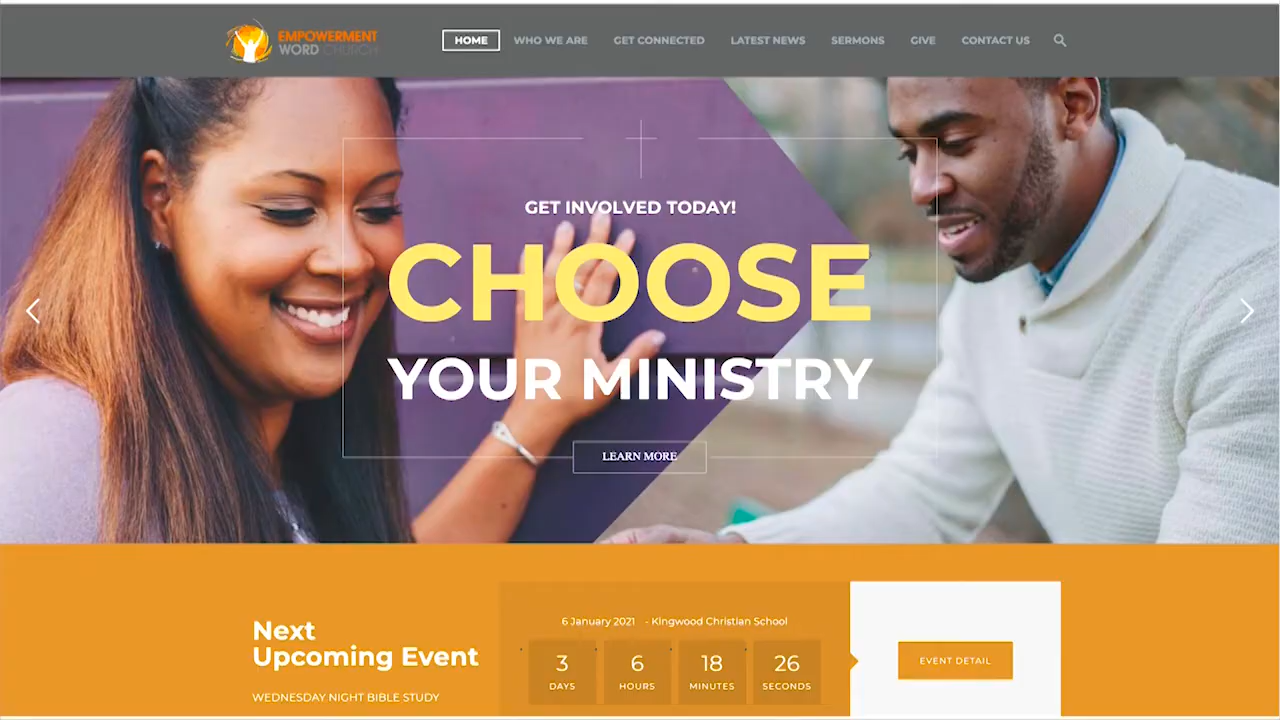 EMPOWERMENT
WORD CHURCH
HOME WHO WE ARE GET CONNECTED LATEST NEWS SERMONS GIVE CONTACT US
GET INVOLVED TODAY!
CHOOSE
YOUR MINISTRY
LEARN MORE
Next
Upcoming Event
WEDNESDAY NIGHT BIBLE STUDY
6 January 2021 - Kingwood Christian School
3 6 18 26
DAYS HOURS MINUTES SECONDS
EVENT DETAIL